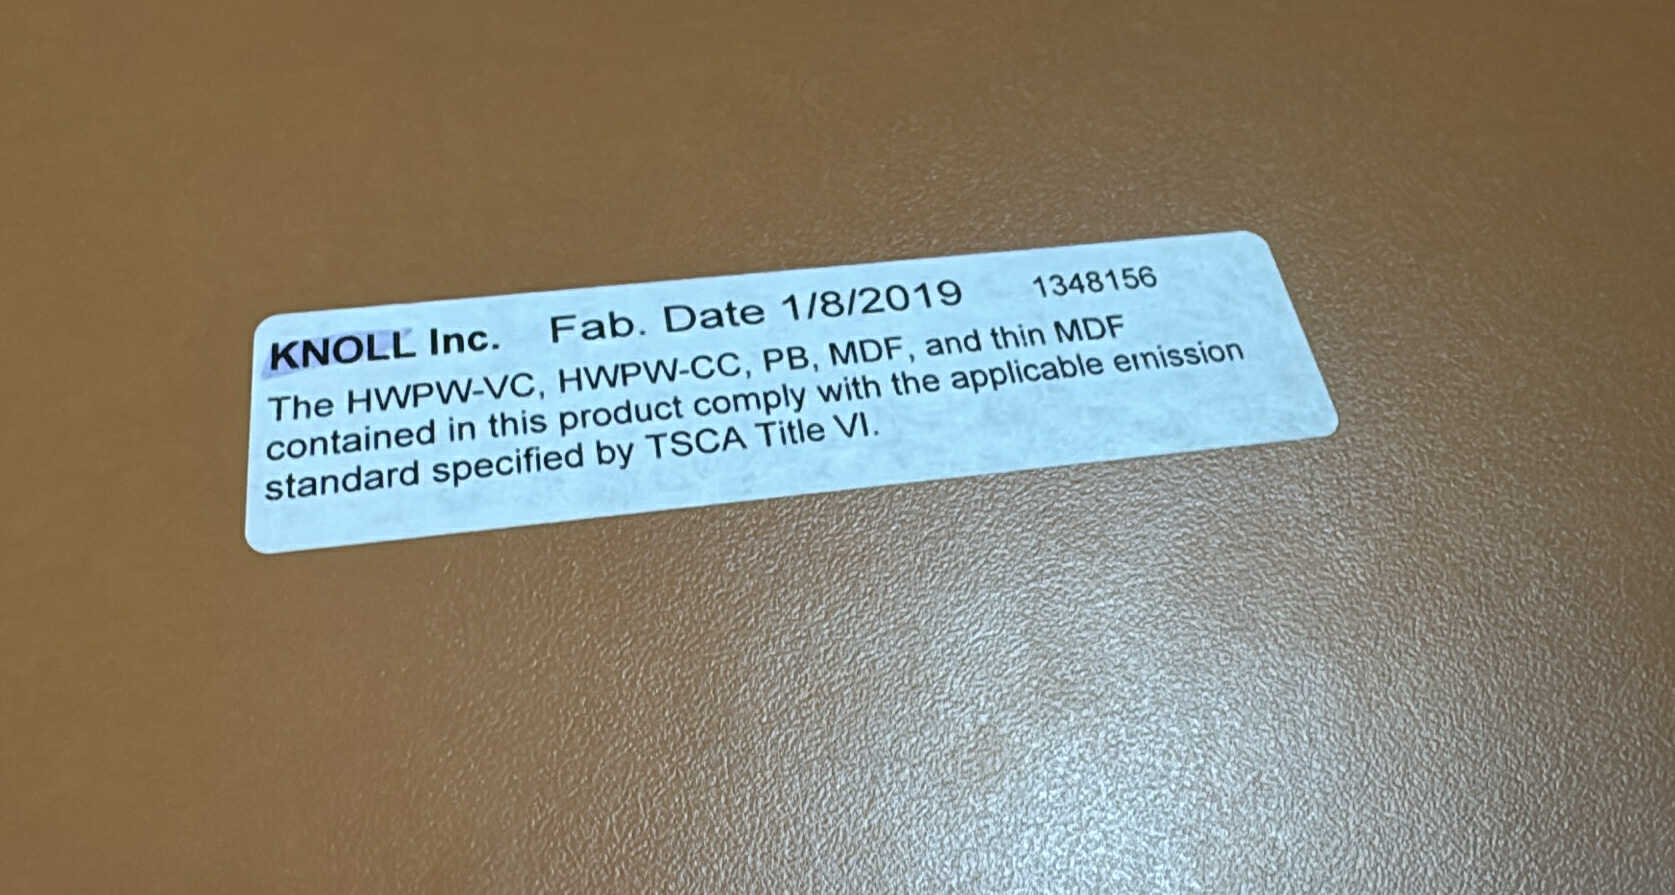 KNOLL Inc. Fab. Date 1/8/2019 1348156
The HWPW-VC, HWPW-CC, PB, MDF, and thin MDF
contained in this product comply with the applicable emission
standard specified by TSCA Title VI.